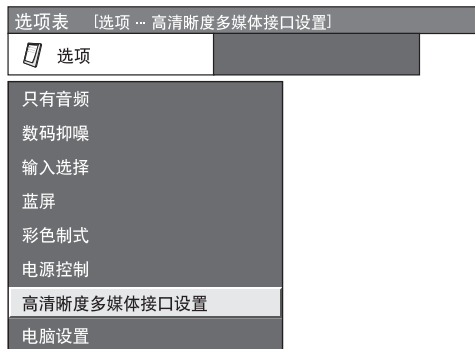 选项表 [选项 ··· 高清晰度多媒体接口设置]
选项
只有音频
数码抑噪
输入选择
蓝屏
彩色制式
电源控制
高清晰度多媒体接口设置
电脑设置